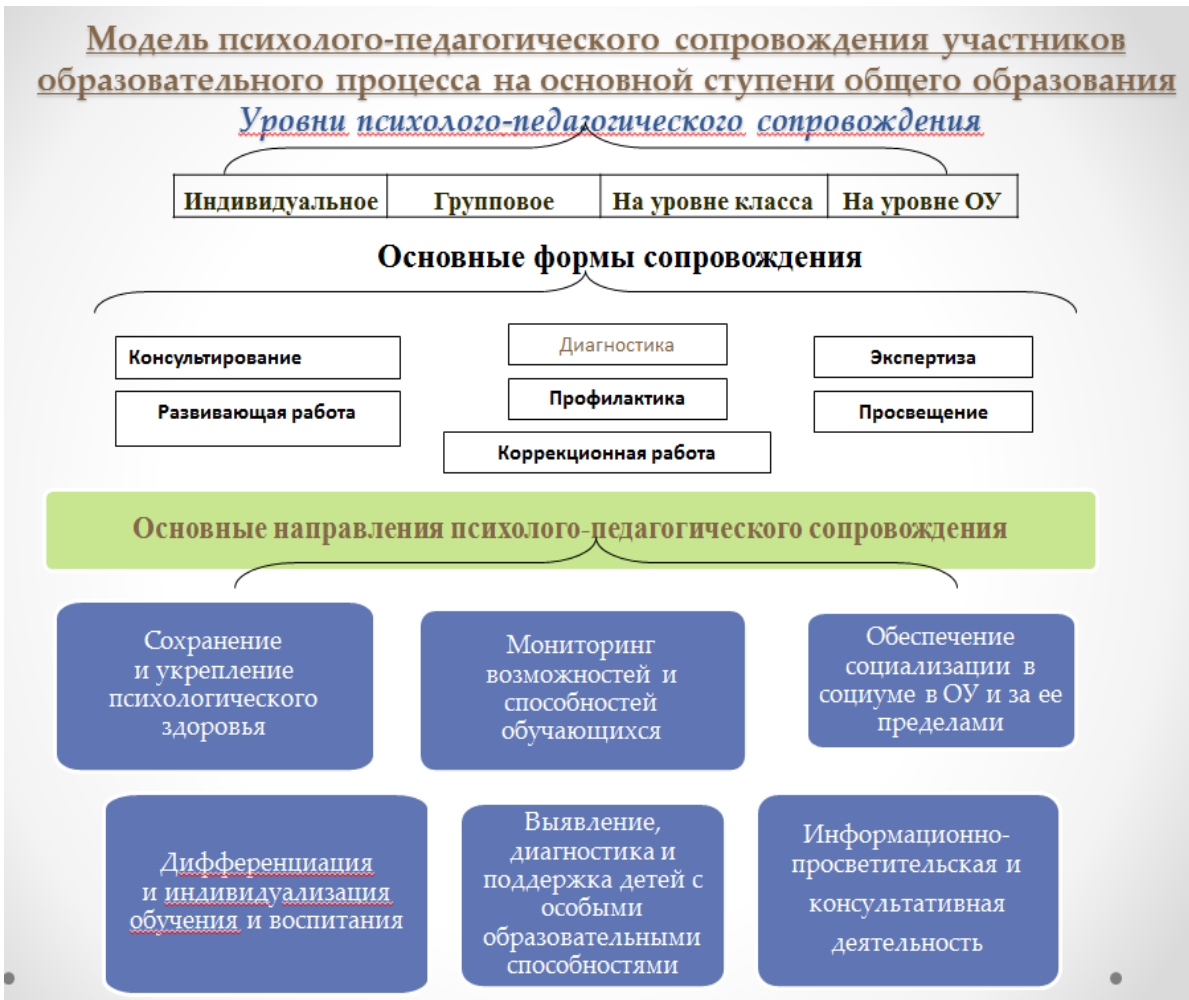 Модель психолого-педагогического сопровождения участников
образовательного процесса на основной ступени общего образования
Уровни психолого-педагогического сопровождения
Индивидуальное Групповое На уровне класса На уровне ОУ
Основные формы сопровождения
Консультирование
Развивающая работа
Диагностика
Профилактика
Коррекционная работа
Экспертиза
Просвещение
Основные направления психолого-педагогического сопровождения
Сохранение
и укрепление
психологического
здоровья
Мониторинг
возможностей и
способностей
обучающихся
Обеспечение
социализации в
социуме в ОУ и за ее
пределами
Дифференциация
и индивидуализация
обучения и воспитания
Выявление,
диагностика и
поддержка детей с
особыми
образовательными
способностями
Информационно-
просветительская и
консультативная
деятельность